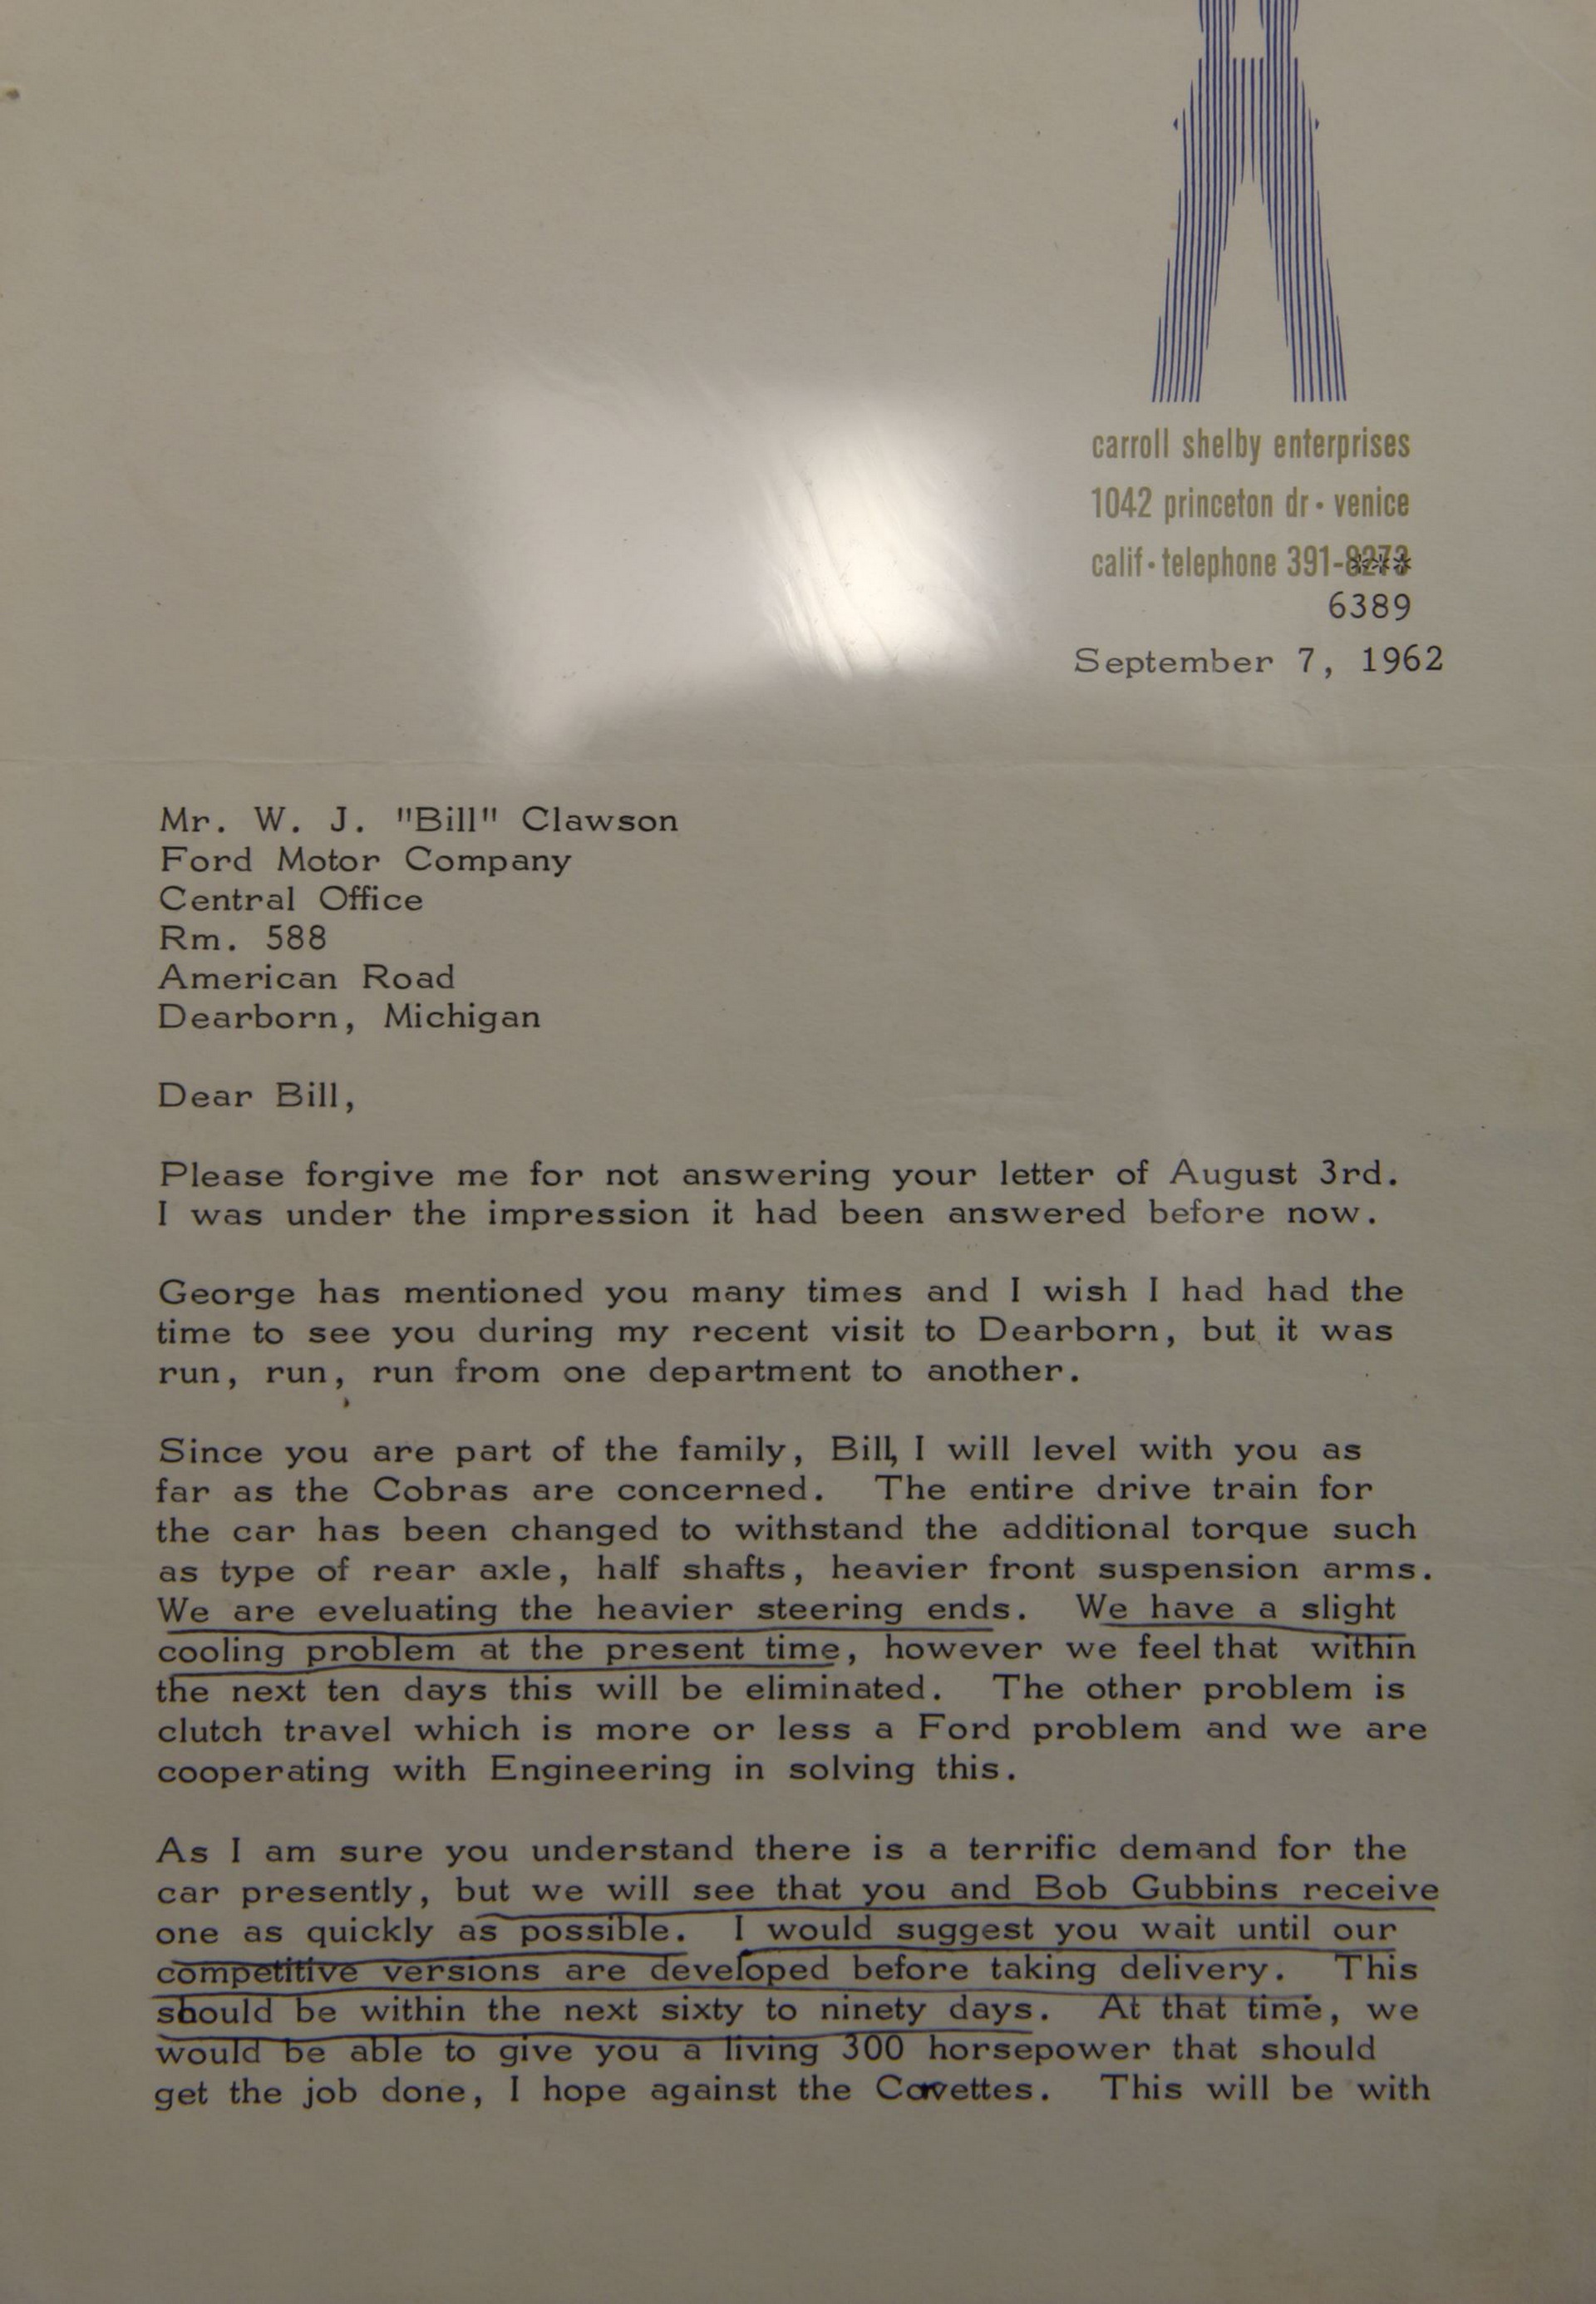 carroll shelby enterprises
1042 princeton dr · venice
calif · telephone 391-8273
6389
September 7, 1962
Mr. W. J. "Bill" Clawson
Ford Motor Company
Central Office
Rm. 588
American Road
Dearborn, Michigan
Dear Bill,
Please forgive me for not answering your letter of August 3rd.
I was under the impression it had been answered before now.
George has mentioned you many times and I wish I had had the
time to see you during my recent visit to Dearborn, but it was
run, run, run from one department to another.
Since you are part of the family, Bill, I will level with you as
far as the Cobras are concerned. The entire drive train for
the car has been changed to withstand the additional torque such
as type of rear axle, half shafts, heavier front suspension arms.
We are eveluating the heavier steering ends. We have a slight
cooling problem at the present time, however we feel that within
the next ten days this will be eliminated. The other problem is
clutch travel which is more or less a Ford problem and we are
cooperating with Engineering in solving this.
As I am sure you understand there is a terrific demand for the
car presently, but we will see that you and Bob Gubbins receive
one as quickly as possible. I would suggest you wait until our
competitive versions are developed before taking delivery. This
should be within the next sixty to ninety days. At that time, we
would be able to give you a living 300 horsepower that should
get the job done, I hope against the Corvettes. This will be with